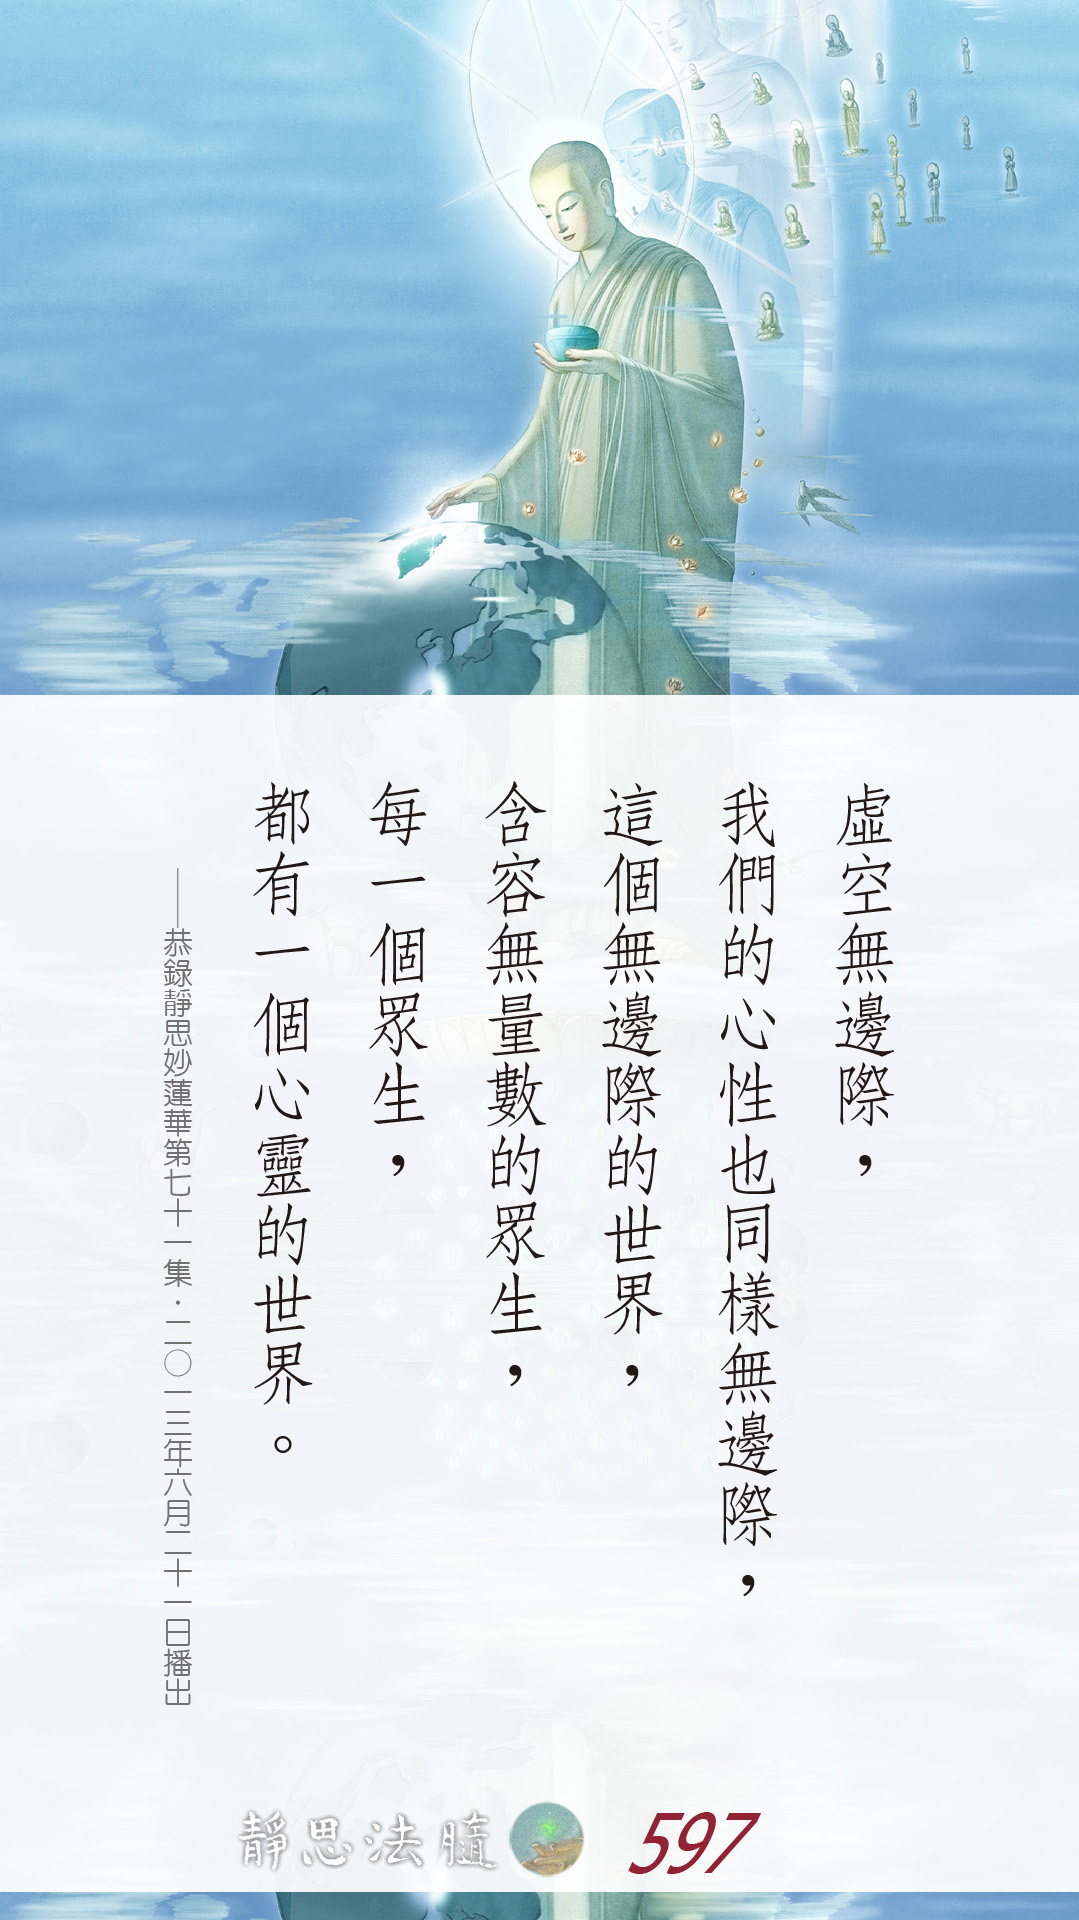 虛空無邊際，
我們的心性也同樣無邊際，
這個無邊際的世界，
含容無量數的眾生，
每一個眾生，
都有一個心靈的世界。
——恭錄靜思妙蓮華第七十一集·二〇一三年六月二十一日播出
靜思法髓 597